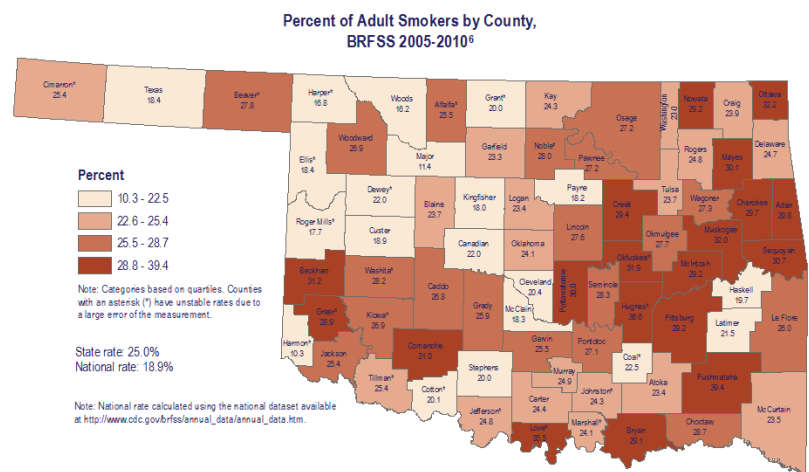 Percent of Adult Smokers by County,
BRFSS 2005-2010⁶
Cimarron*
25.4
Texas
18.4
Beaver*
27.8
Harper*
16.8
Woods
16.2
Alfalfa*
25.5
Grant*
20.0
Kay
24.3
Osage
27.2
Washington
23.0
Nowata
29.2
Craig
23.9
Ottawa
32.2
Woodward
26.9
Ellis*
18.4
Major
11.4
Garfield
23.3
Noble*
28.0
Pawnee
27.2
Rogers
24.8
Mayes
30.1
Delaware
24.7
Dewey*
22.0
Blaine
23.7
Kingfisher
18.0
Logan
23.4
Payne
18.2
Creek
29.4
Tulsa
23.7
Wagoner
27.3
Cherokee
29.7
Adair
29.8
Roger Mills*
17.7
Custer
18.9
Canadian
22.0
Oklahoma
24.1
Lincoln
27.6
Okmulgee
27.7
Muskogee
32.0
Sequoyah
30.7
Beckham
31.2
Washita*
28.2
Caddo
26.8
Grady
25.9
Cleveland
20.4
McClain
18.3
Pottawatomie
Seminole
28.3
Okfuskee*
31.9
McIntosh
29.2
Haskell
19.7
Hughes*
Pittsburg
29.2
Latimer
21.5
Le Flore
26.0
Greer*
28.9
Kiowa*
26.9
Harmon*
10.3
Jackson
25.4
Comanche
31.0
Tillman*
25.4
Cotton*
20.1
Stephers
20.0
Garvin
25.5
Pontotoc
27.1
Coal*
22.5
Murray
24.9
Johnston*
24.3
Atoka
23.4
Pushmataha
39.4
McCurtain
23.5
Jefferson*
24.8
Carter
24.4
Love*
Marshall*
24.1
Bryan
29.1
Choctaw
28.7
Percent
10.3 - 22.5
22.6 - 25.4
25.5 - 28.7
28.8 - 39.4
Note: Categories based on quartiles. Counties
with an asterisk (*) have unstable rates due to
a large error of the measurement.
State rate: 25.0%
National rate: 18.9%
Note: National rate calculated using the national dataset available
at http://www.cdc.gov/brfss/annual_data/annual_data.htm.